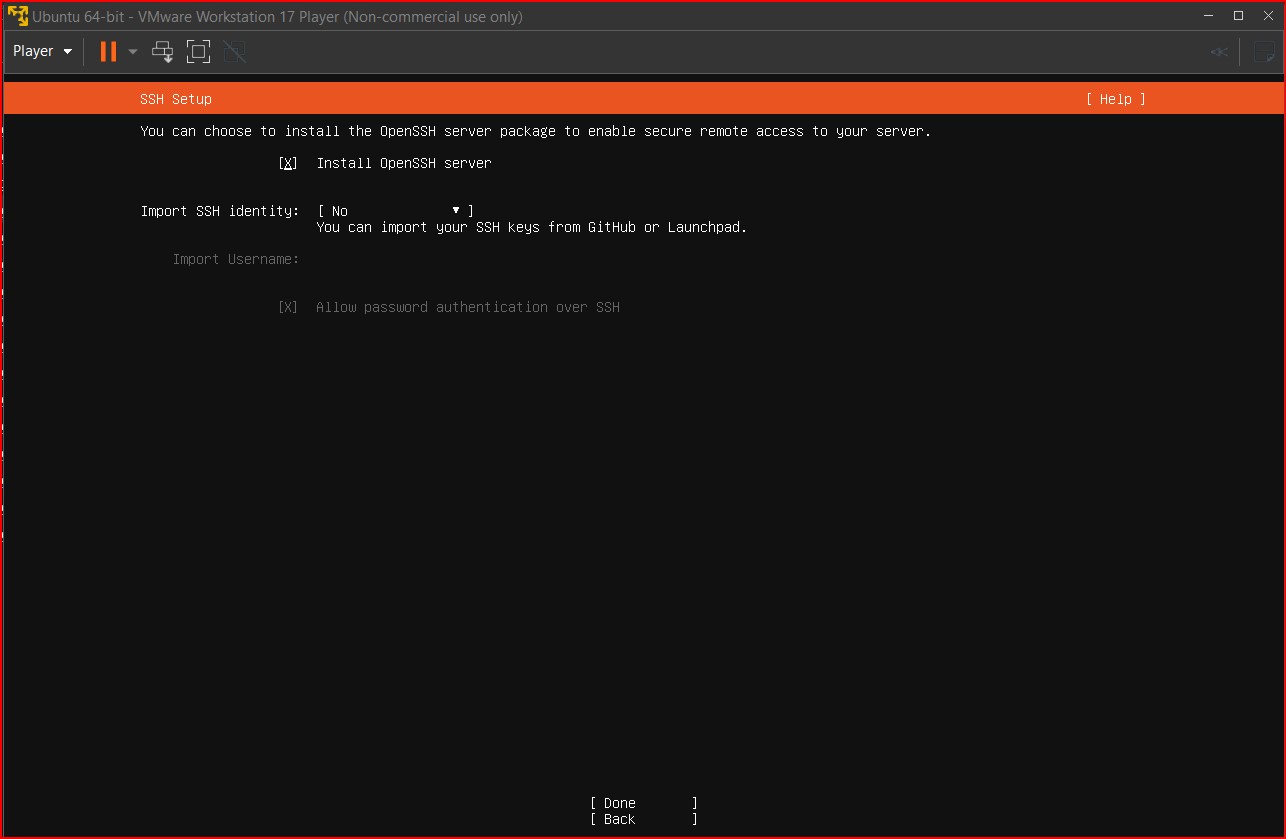 Ubuntu 64-bit - VMware Workstation 17 Player (Non-commercial use only)
Player
SSH Setup [ Help ]
You can choose to install the OpenSSH server package to enable secure remote access to your server.
[X] Install OpenSSH server
Import SSH identity: [ No ▼ ]
You can import your SSH keys from GitHub or Launchpad.
Import Username:
[X] Allow password authentication over SSH
[ Done ]
[ Back ]